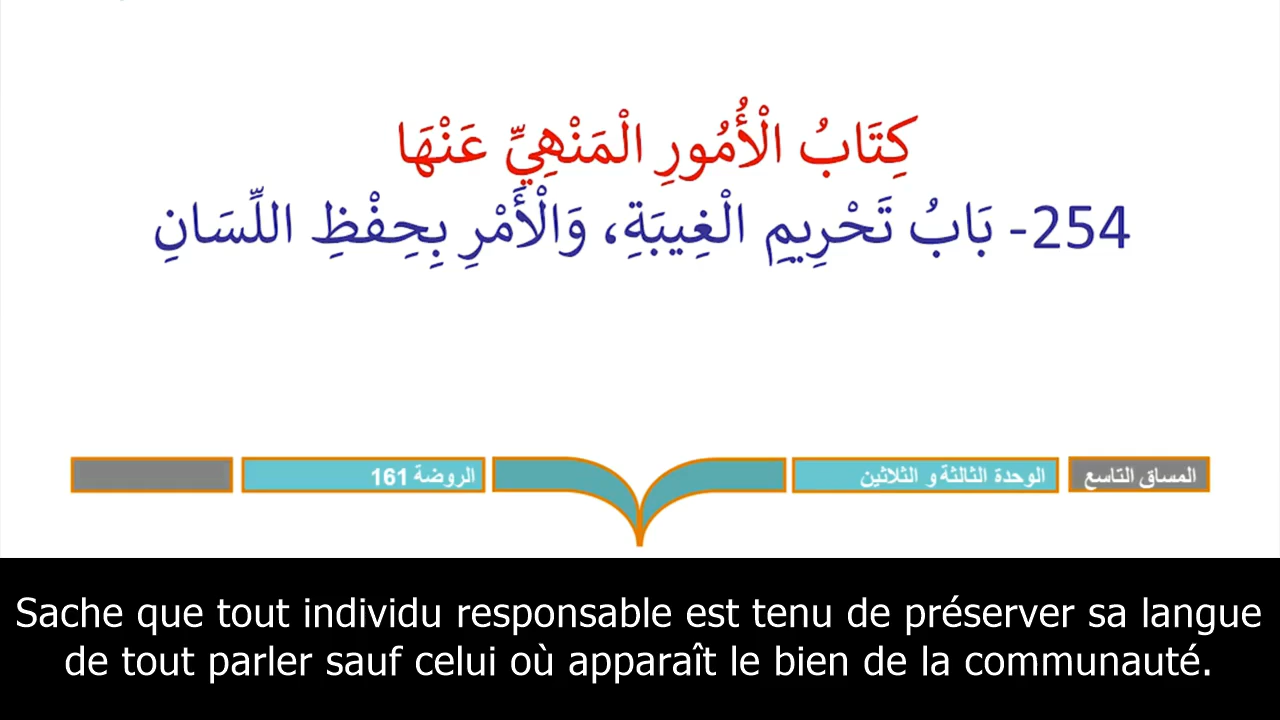 كِتَابُ الْأُمُورِ الْمَنْهِيِّ عَنْهَا
254- بَابُ تَحْرِيمِ الْغِيبَةِ، وَالْأَمْرِ بِحِفْظِ اللِّسَانِ
المساق التاسع
الوحدة الثالثة و الثلاثين
الروضة 161
Sache que tout individu responsable est tenu de préserver sa langue
de tout parler sauf celui où apparaît le bien de la communauté.